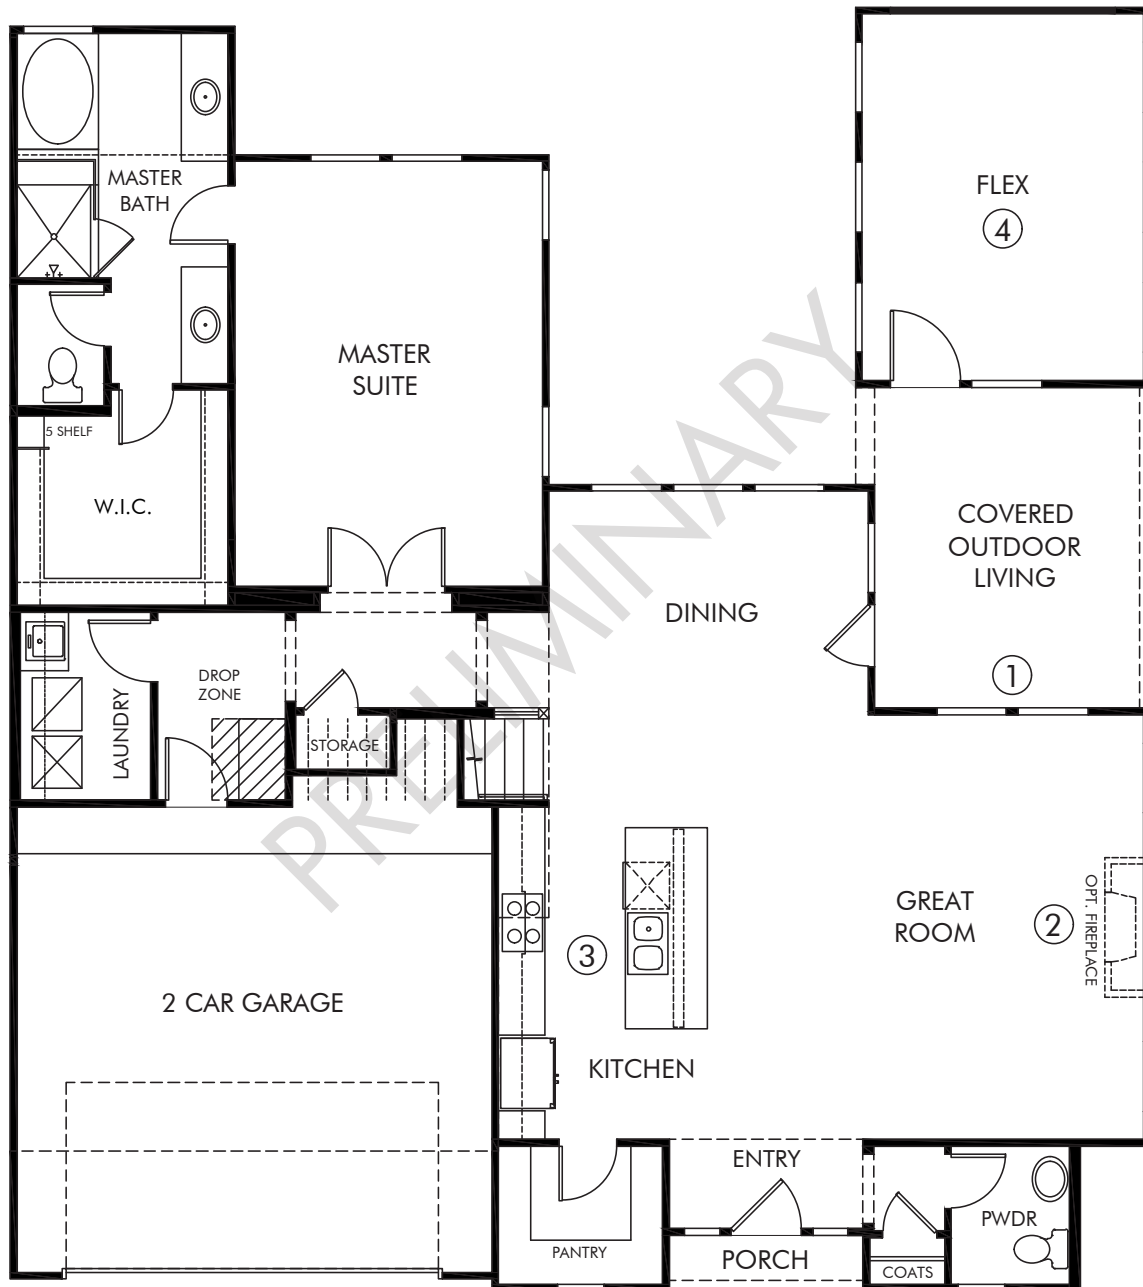 MASTER
BATH
FLEX
4
MASTER
SUITE
5 SHELF
W.I.C.
COVERED
OUTDOOR
LIVING
1
DINING
DROP
ZONE
LAUNDRY
STORAGE
PRELIMINARY
GREAT
ROOM
2
OPT. FIREPLACE
3
2 CAR GARAGE
KITCHEN
ENTRY
PWDR
PANTRY
PORCH
COATS